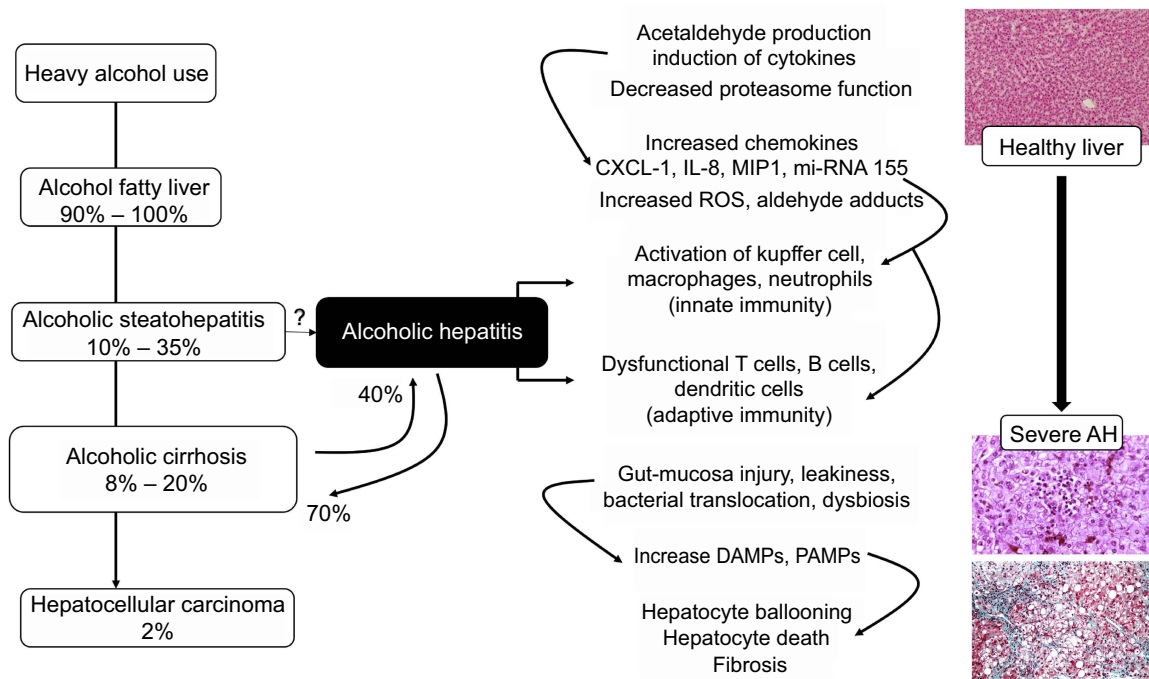 Heavy alcohol use
Alcohol fatty liver
90% – 100%
Alcoholic steatohepatitis
10% – 35%
?
Alcoholic hepatitis
40%
70%
Alcoholic cirrhosis
8% – 20%
Hepatocellular carcinoma
2%
Acetaldehyde production
induction of cytokines
Decreased proteasome function
Increased chemokines
CXCL-1, IL-8, MIP1, mi-RNA 155
Increased ROS, aldehyde adducts
Activation of kupffer cell,
macrophages, neutrophils
(innate immunity)
Dysfunctional T cells, B cells,
dendritic cells
(adaptive immunity)
Gut-mucosa injury, leakiness,
bacterial translocation, dysbiosis
Increase DAMPs, PAMPs
Hepatocyte ballooning
Hepatocyte death
Fibrosis
Healthy liver
Severe AH